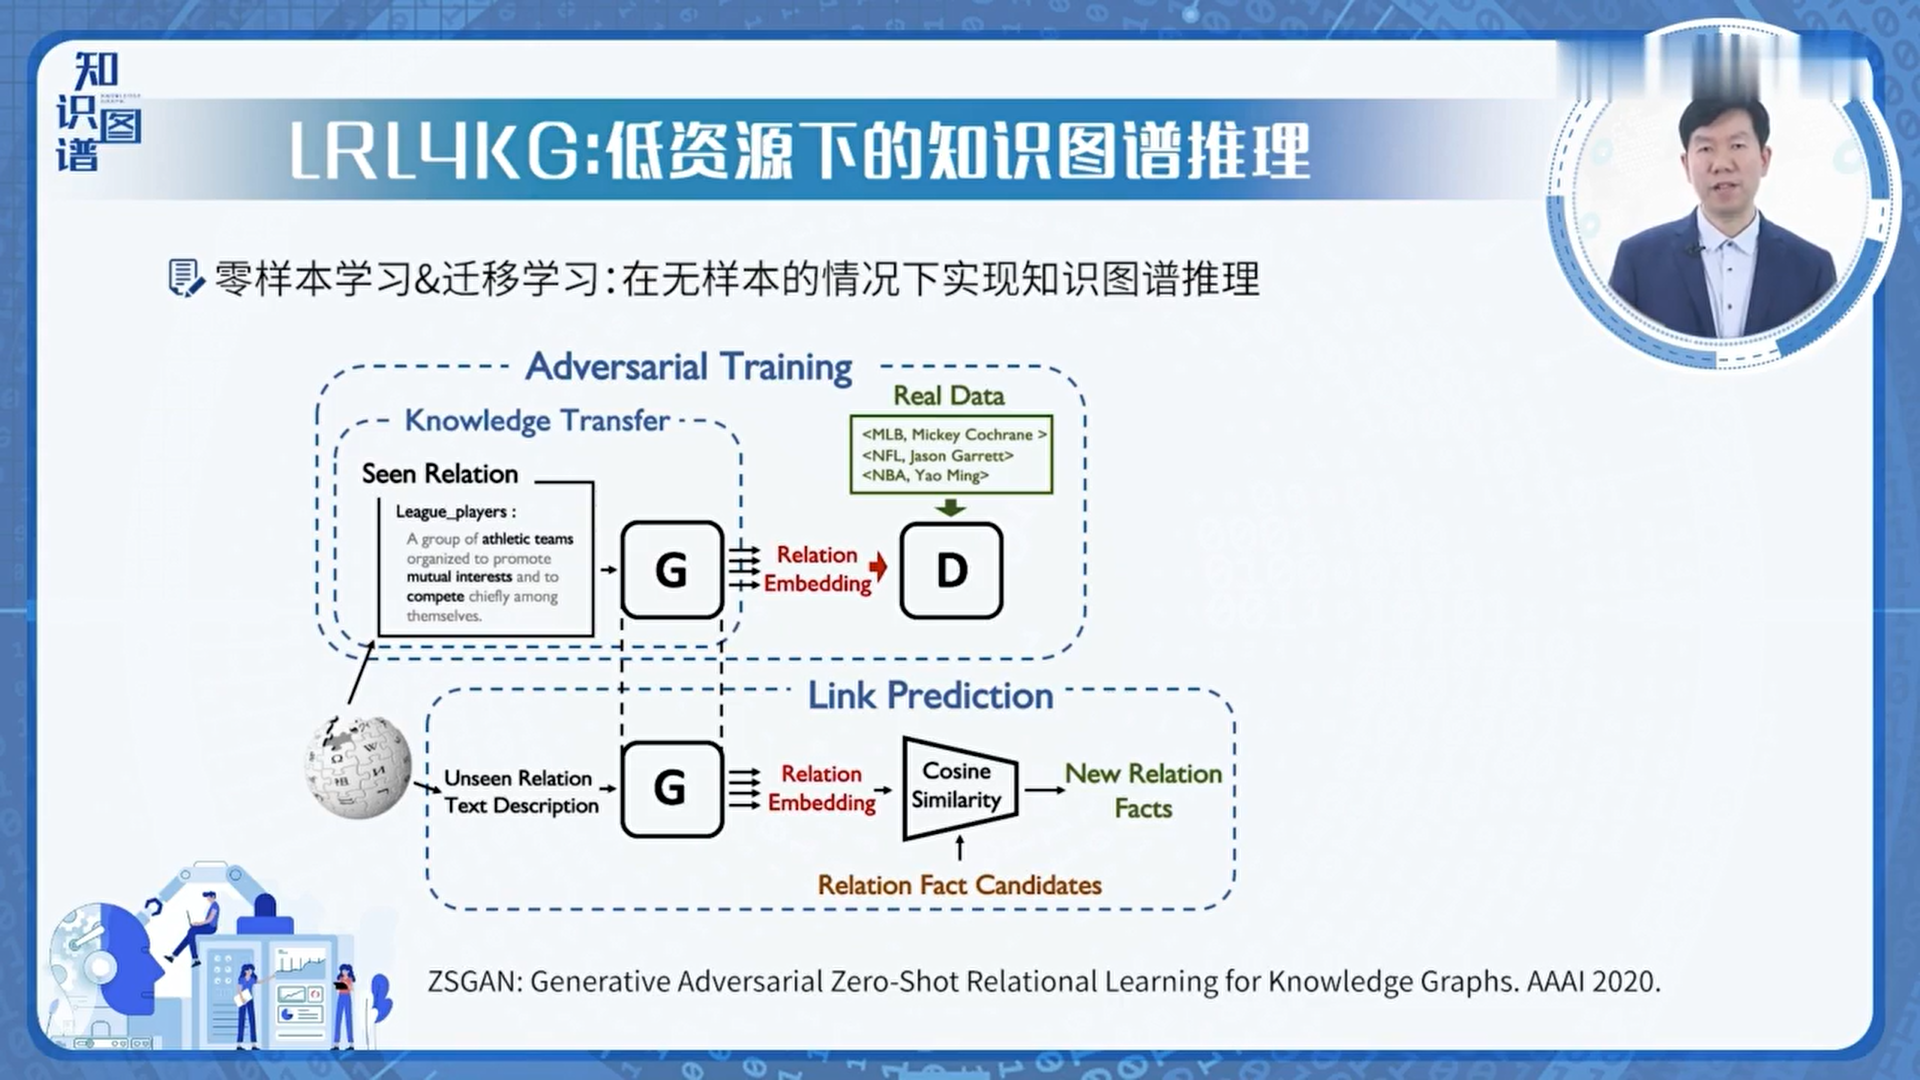 知识图谱
LRL4KG:低资源下的知识图谱推理
零样本学习&迁移学习:在无样本的情况下实现知识图谱推理
Adversarial Training
Knowledge Transfer
Real Data
<MLB, Mickey Cochrane >
<NFL, Jason Garrett>
<NBA, Yao Ming>
Seen Relation
League_players :
A group of athletic teams
organized to promote
mutual interests and to
compete chiefly among
themselves.
G
Relation
Embedding
D
Link Prediction
Unseen Relation
Text Description
G
Relation
Embedding
Cosine
Similarity
New Relation
Facts
Relation Fact Candidates
ZSGAN: Generative Adversarial Zero-Shot Relational Learning for Knowledge Graphs. AAAI 2020.